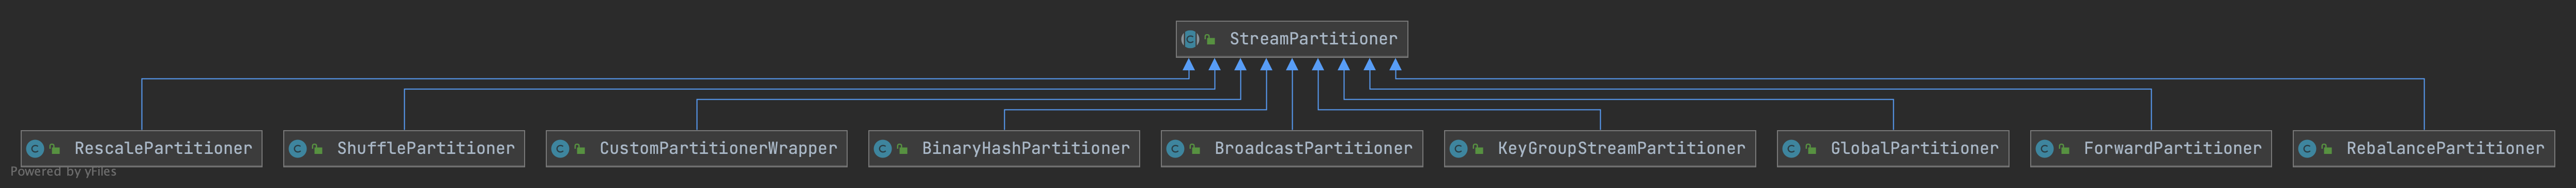 StreamPartitioner
RescalePartitioner
ShufflePartitioner
CustomPartitionerWrapper
BinaryHashPartitioner
BroadcastPartitioner
KeyGroupStreamPartitioner
GlobalPartitioner
ForwardPartitioner
RebalancePartitioner
Powered by yFiles